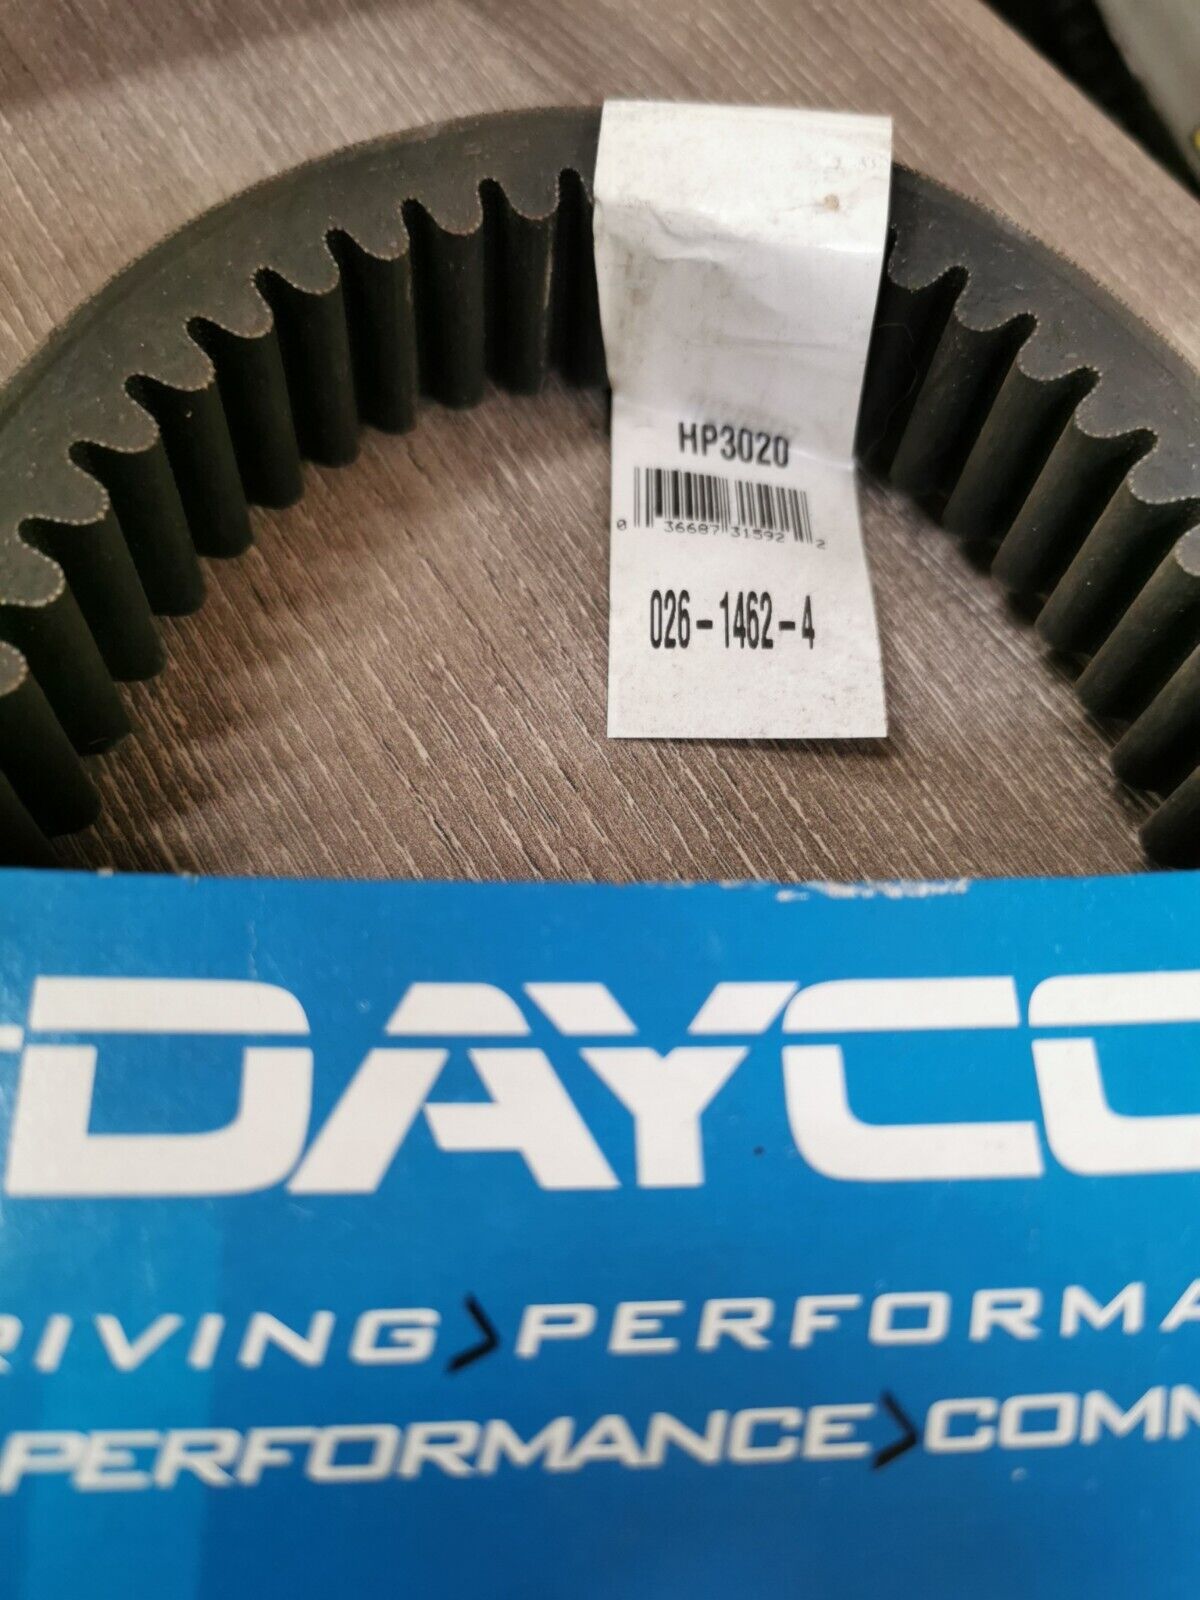 HP3020
0 36687 31592 2
026-1462-4
DAYCO
RIVING>PERFORMA
PERFORMANCE>COMM